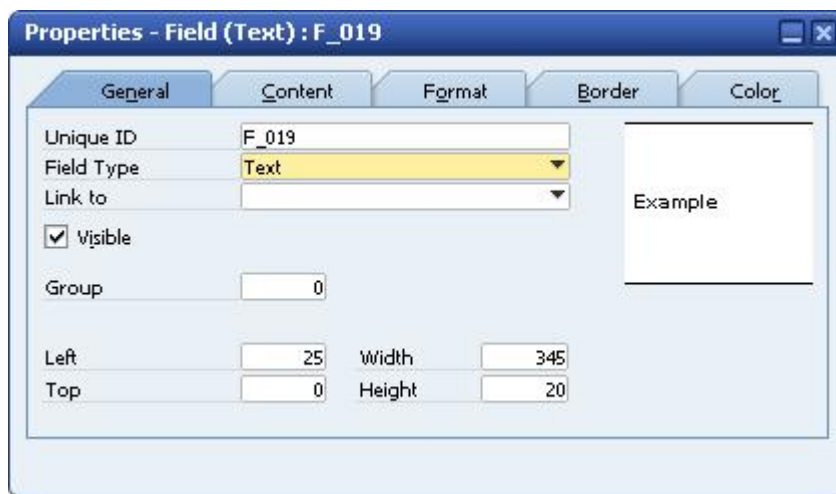 Properties - Field (Text) : F_019
General Content Format Border Color
Unique ID F_019
Field Type Text
Link to
Example
Visible
Group 0
Left 25 Width 345
Top 0 Height 20